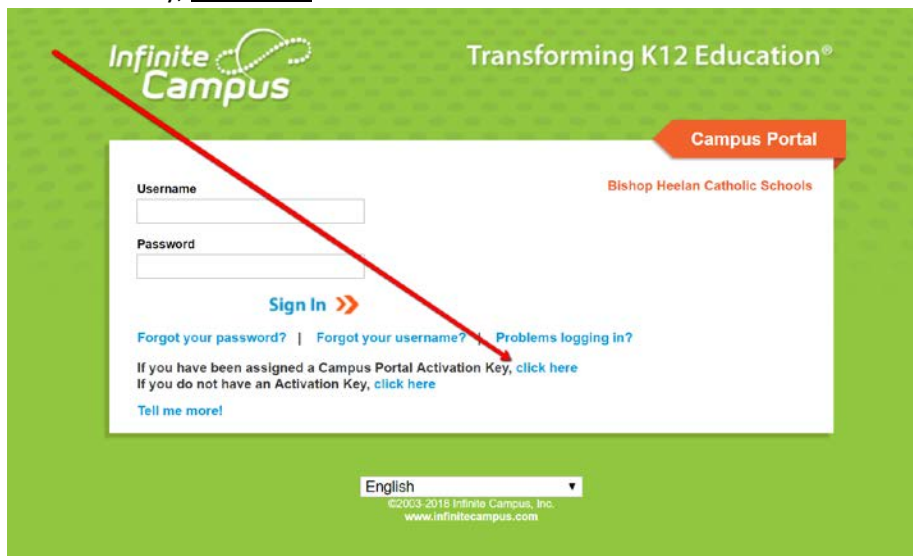 Infinite
Campus
Transforming K12 Education®
Campus Portal
Bishop Heelan Catholic Schools
Username
Password
Sign In
Forgot your password? | Forgot your username? | Problems logging in?
If you have been assigned a Campus Portal Activation Key, click here
If you do not have an Activation Key, click here
Tell me more!
English
©2003-2018 Infinite Campus, Inc.
www.infinitecampus.com